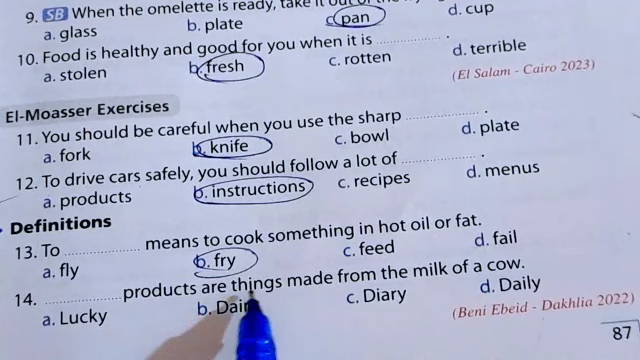 9. SB When the omelette is ready, take it out of the
a. glass b. plate c. pan d. cup
10. Food is healthy and good for you when it is ................ .
a. stolen b. fresh c. rotten d. terrible
(El Salam - Cairo 2023)
El-Moasser Exercises
11. You should be careful when you use the sharp ................ .
a. fork b. knife c. bowl d. plate
12. To drive cars safely, you should follow a lot of ................ .
a. products b. instructions c. recipes d. menus
Definitions
13. To ................ means to cook something in hot oil or fat.
a. fly b. fry c. feed d. fail
14. ................ products are things made from the milk of a cow.
a. Lucky b. Dair c. Diary d. Daily
(Beni Ebeid - Dakhlia 2022)
87